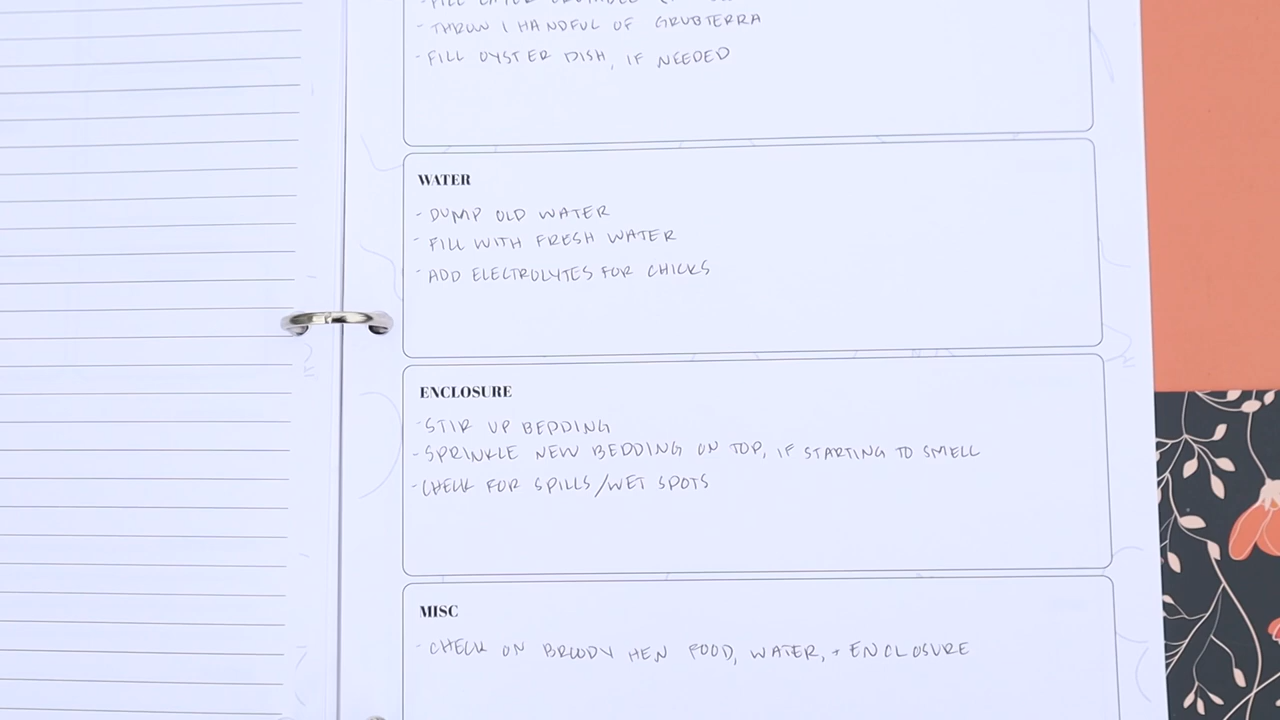 - FILL LAYER
- THROW 1 HANDFUL OF GRUBTERRA
- FILL OYSTER DISH, IF NEEDED
WATER
- DUMP OLD WATER
- FILL WITH FRESH WATER
- ADD ELECTROLYTES FOR CHICKS
ENCLOSURE
- STIR UP BEDDING
- SPRINKLE NEW BEDDING ON TOP, IF STARTING TO SMELL
- CHECK FOR SPILLS/WET SPOTS
MISC
- CHECK ON BROODY HEN FOOD, WATER, + ENCLOSURE